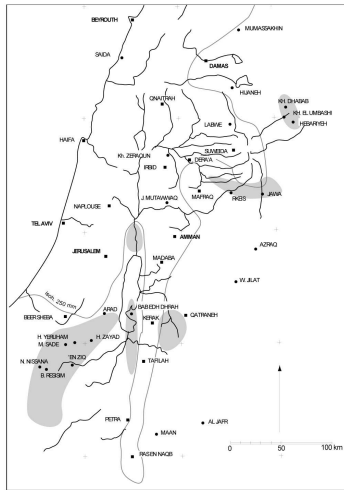 BEYROUTH
MUMASSAKHIN
SAIDA
DAMAS
HIJANEH
QNAITRAH
KH. DHABAB
KH. EL UMBASHI
HEBARIYEH
LABWE
HAIFA
SUWEIDA
Kh. ZERAQUN
DERA'A
IRBID
MAFRAQ
RKEIS
JAWA
J. MUTAWWAQ
NAPLOUSE
TEL AVIV
AMMAN
JERUSALEM
MADABA
AZRAQ
W. JILAT
Isoh. 250 mm
BEERSHEBA
ARAD
BAB EDH DHRAH
KERAK
QATRANEH
H. YERUHAM
M. SADE
H. ZAYAD
'EN ZIQ
N. NISSANA
B. RESISIM
TAFILAH
PETRA
MAAN
AL JAFR
RAS EN NAQB
0 50 100 km